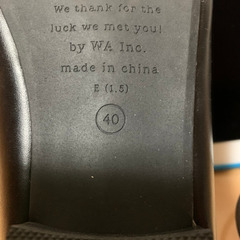 We thank for the
luck we met you!
by WA Inc.
made in china
E (1.5)
40